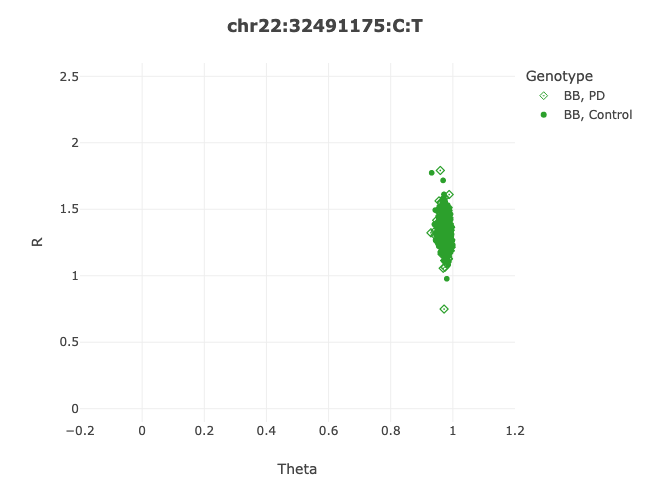 chr22:32491175:C:T
Genotype
BB, PD
BB, Control
2.5
2
1.5
1
0.5
0
R
−0.2 0 0.2 0.4 0.6 0.8 1 1.2
Theta